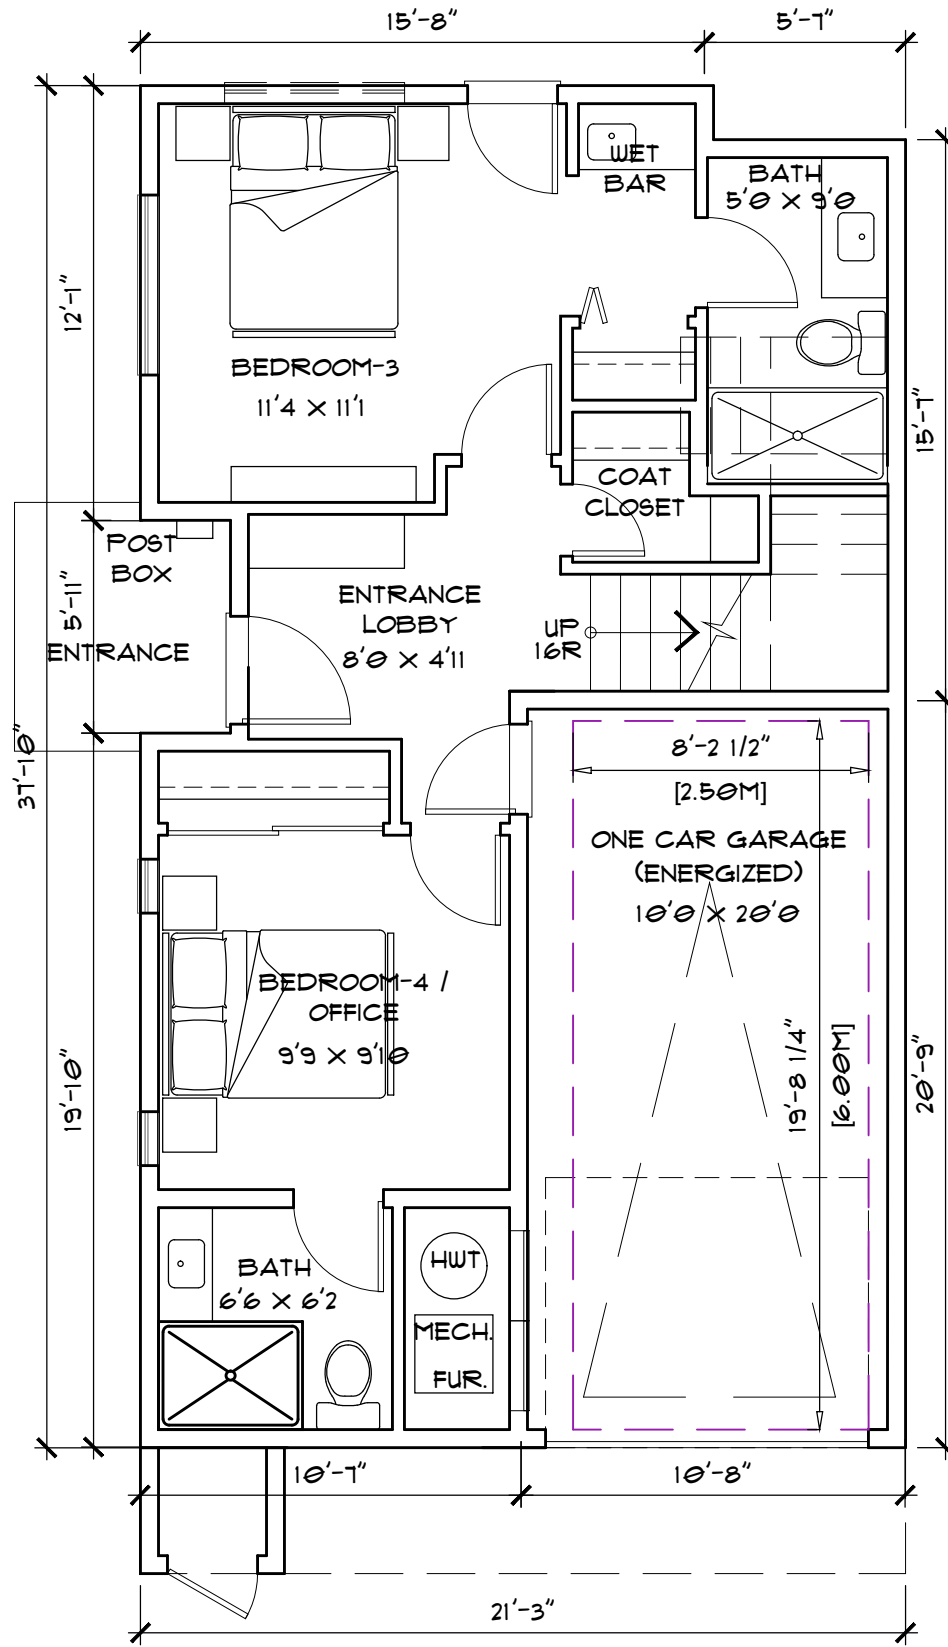 15'-8"
5'-7"
WET
BAR
BATH
5'0 X 9'0
12'-1"
BEDROOM-3
11'4 X 11'1
15'-7"
COAT
CLOSET
POST
BOX
5'-11"
ENTRANCE
ENTRANCE
LOBBY
8'0 X 4'11
UP
16R
37'-10"
8'-2 1/2"
[2.50M]
ONE CAR GARAGE
(ENERGIZED)
10'0 X 20'0
BEDROOM-4 /
OFFICE
9'9 X 9'10
19'-10"
19'-8 1/4"
[6.00M]
20'-9"
BATH
6'6 X 6'2
HWT
MECH.
FUR.
10'-7"
10'-8"
21'-3"